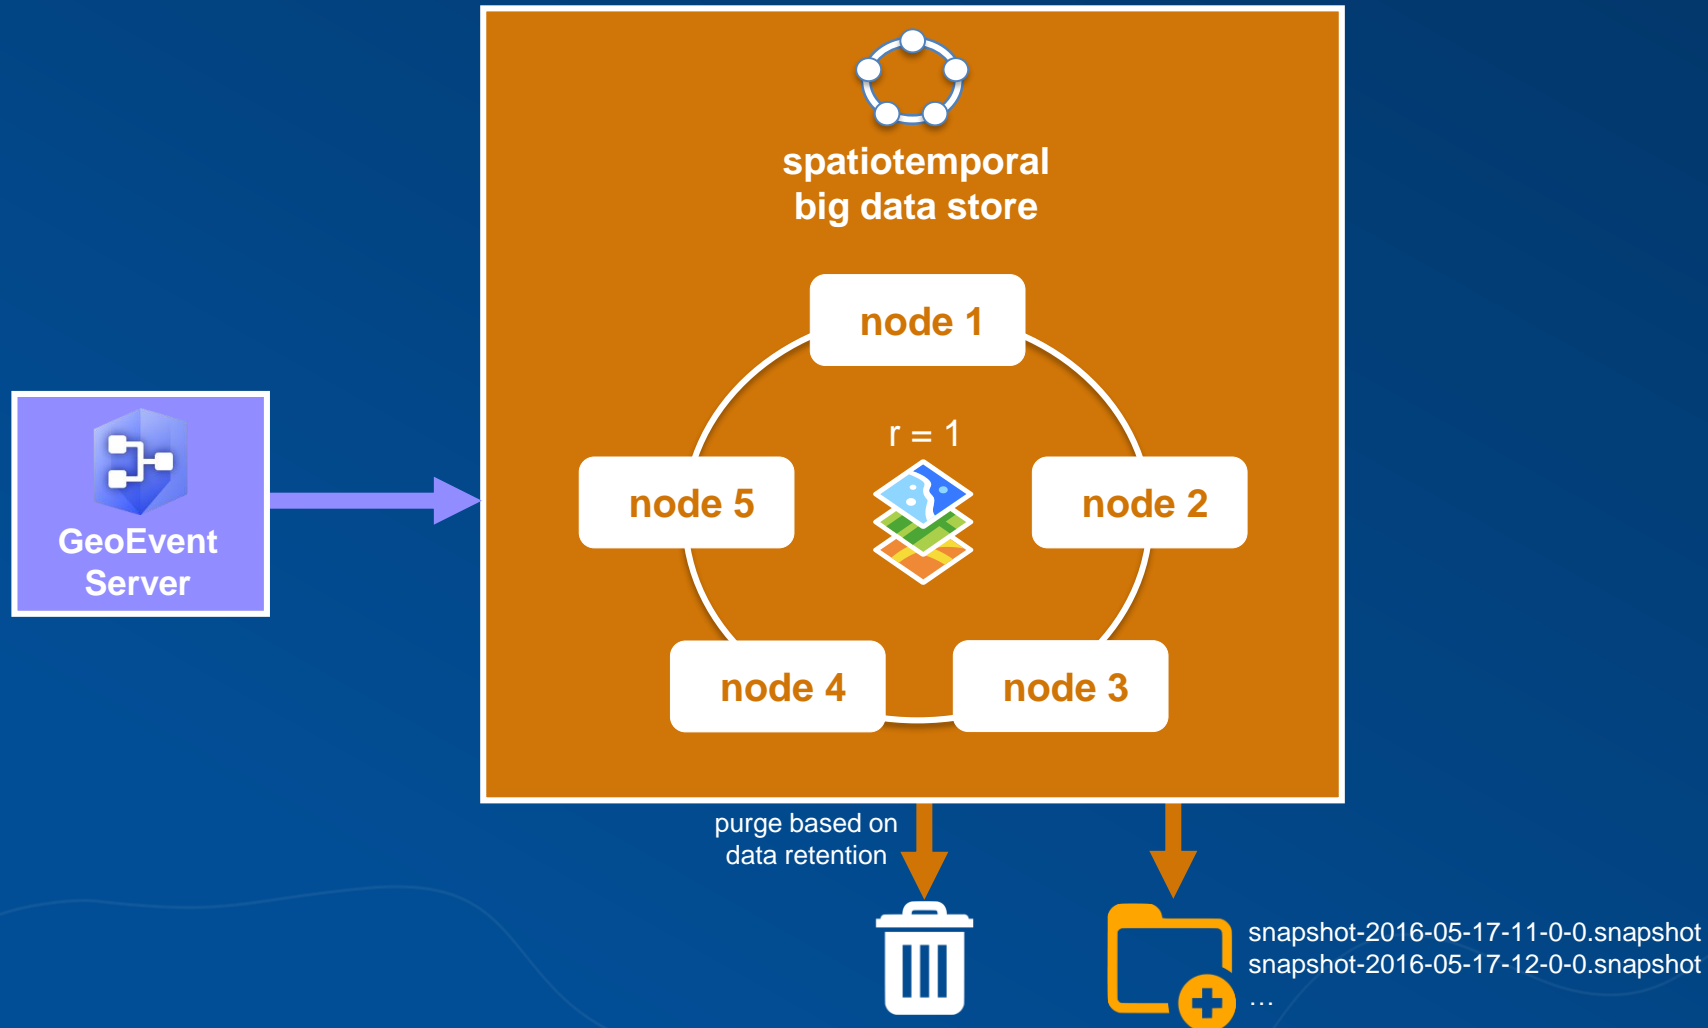 spatiotemporal
big data store
node 1
r = 1
node 5
node 2
GeoEvent
Server
node 4
node 3
purge based on
data retention
snapshot-2016-05-17-11-0-0.snapshot
snapshot-2016-05-17-12-0-0.snapshot
…